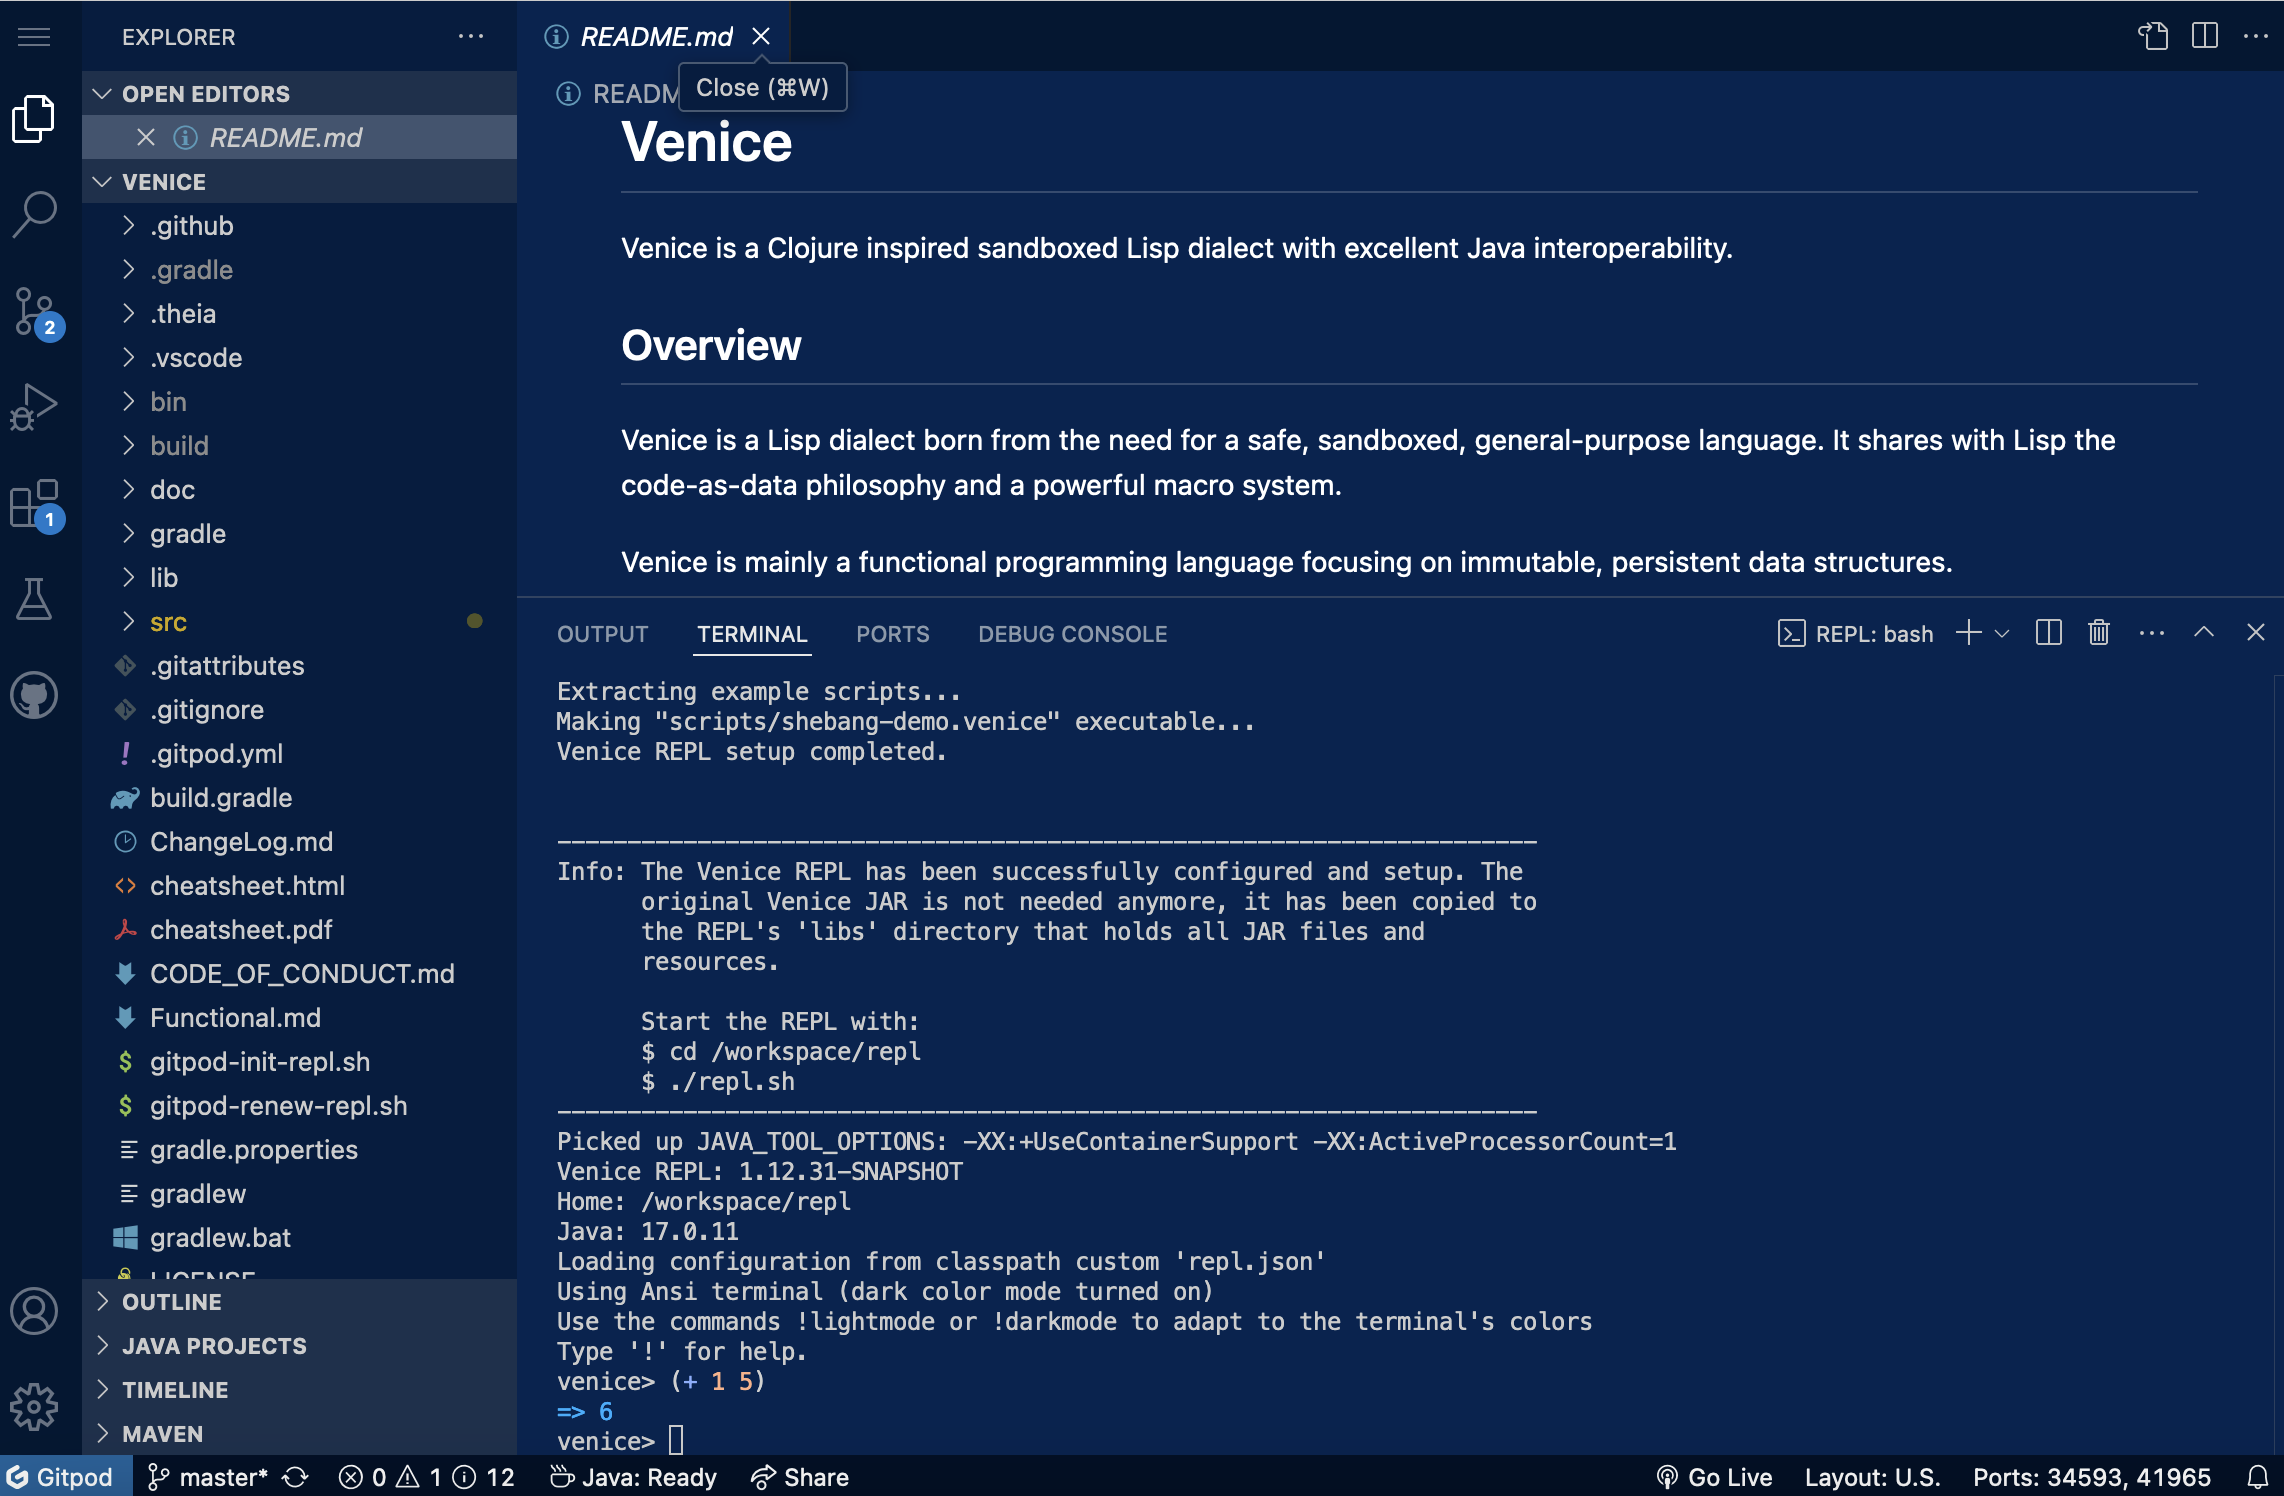 EXPLORER
README.md
Close (⌘W)
OPEN EDITORS
README.md
VENICE
.github
.gradle
.theia
.vscode
bin
build
doc
gradle
lib
src
.gitattributes
.gitignore
.gitpod.yml
build.gradle
ChangeLog.md
cheatsheet.html
cheatsheet.pdf
CODE_OF_CONDUCT.md
Functional.md
gitpod-init-repl.sh
gitpod-renew-repl.sh
gradle.properties
gradlew
gradlew.bat
LICENSE
OUTLINE
JAVA PROJECTS
TIMELINE
MAVEN
2
1
Venice
Venice is a Clojure inspired sandboxed Lisp dialect with excellent Java interoperability.
Overview
Venice is a Lisp dialect born from the need for a safe, sandboxed, general-purpose language. It shares with Lisp the
code-as-data philosophy and a powerful macro system.
Venice is mainly a functional programming language focusing on immutable, persistent data structures.
OUTPUT TERMINAL PORTS DEBUG CONSOLE REPL: bash
Extracting example scripts...
Making "scripts/shebang-demo.venice" executable...
Venice REPL setup completed.
----------------------------------------------------------------------
Info: The Venice REPL has been successfully configured and setup. The
original Venice JAR is not needed anymore, it has been copied to
the REPL's 'libs' directory that holds all JAR files and
resources.
Start the REPL with:
$ cd /workspace/repl
$ ./repl.sh
----------------------------------------------------------------------
Picked up JAVA_TOOL_OPTIONS: -XX:+UseContainerSupport -XX:ActiveProcessorCount=1
Venice REPL: 1.12.31-SNAPSHOT
Home: /workspace/repl
Java: 17.0.11
Loading configuration from classpath custom 'repl.json'
Using Ansi terminal (dark color mode turned on)
Use the commands !lightmode or !darkmode to adapt to the terminal's colors
Type '!' for help.
venice> (+ 1 5)
=> 6
venice>
Gitpod master* 0 1 12 Java: Ready Share Go Live Layout: U.S. Ports: 34593, 41965